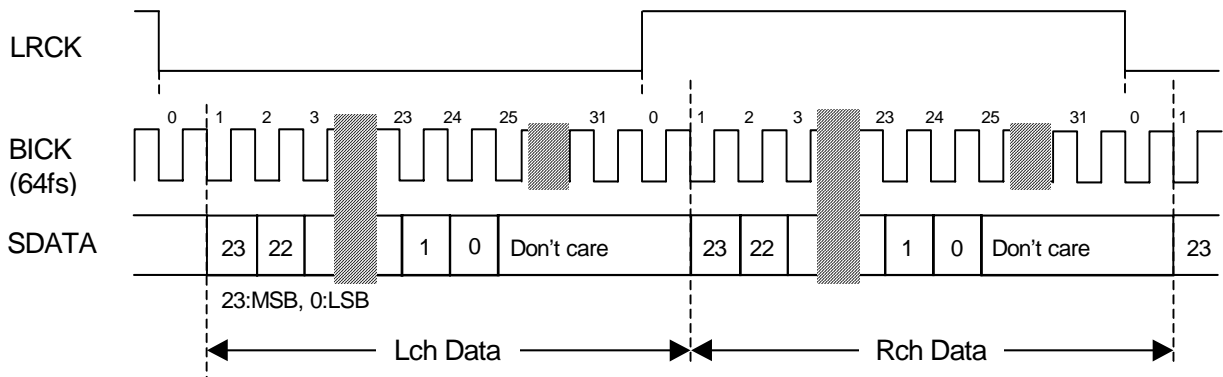 LRCK
0 1 2 3 23 24 25 31 0 1 2 3 23 24 25 31 0 1
BICK
(64fs)
SDATA 23 22 1 0 Don't care 23 22 1 0 Don't care 23
23:MSB, 0:LSB
Lch Data Rch Data